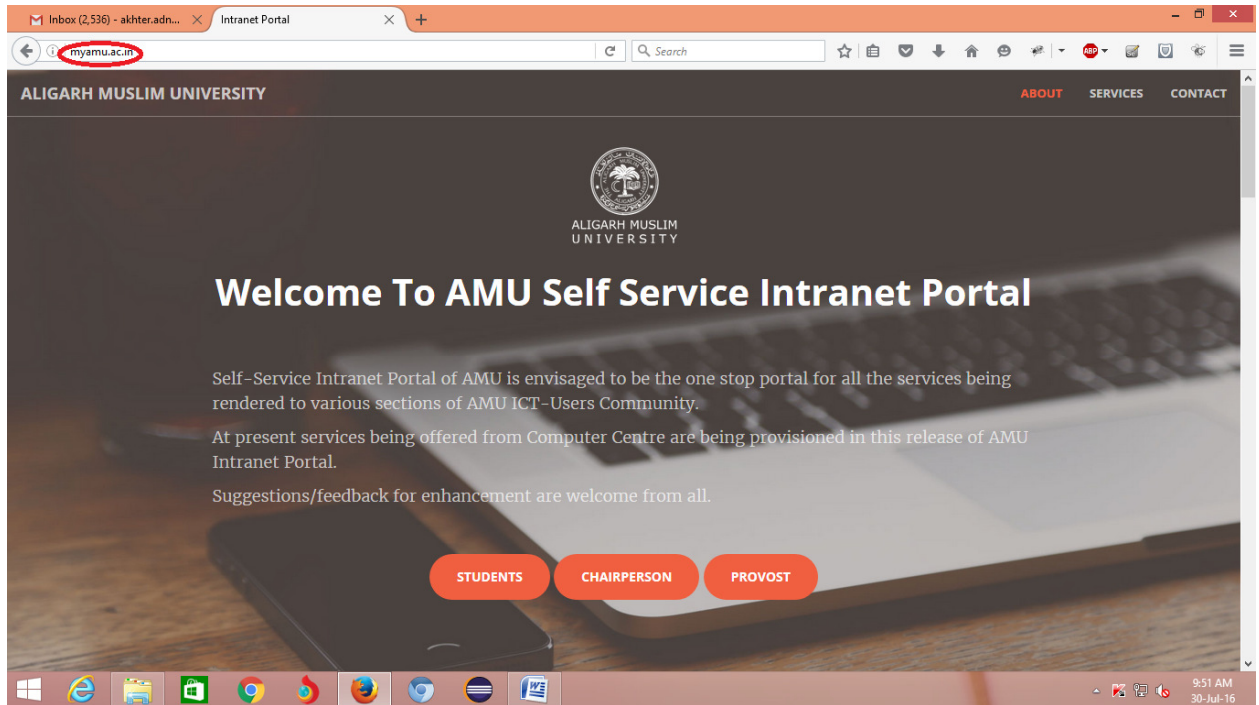 Inbox (2,536) - akhter.adn...
Intranet Portal
myamu.ac.in
Search
ABP
ALIGARH MUSLIM UNIVERSITY
ABOUT
SERVICES
CONTACT
ALIGARH MUSLIM
UNIVERSITY
Welcome To AMU Self Service Intranet Portal
Self-Service Intranet Portal of AMU is envisaged to be the one stop portal for all the services being
rendered to various sections of AMU ICT-Users Community.
At present services being offered from Computer Centre are being provisioned in this release of AMU
Intranet Portal.
Suggestions/feedback for enhancement are welcome from all.
STUDENTS
CHAIRPERSON
PROVOST
9:51 AM
30-Jul-16